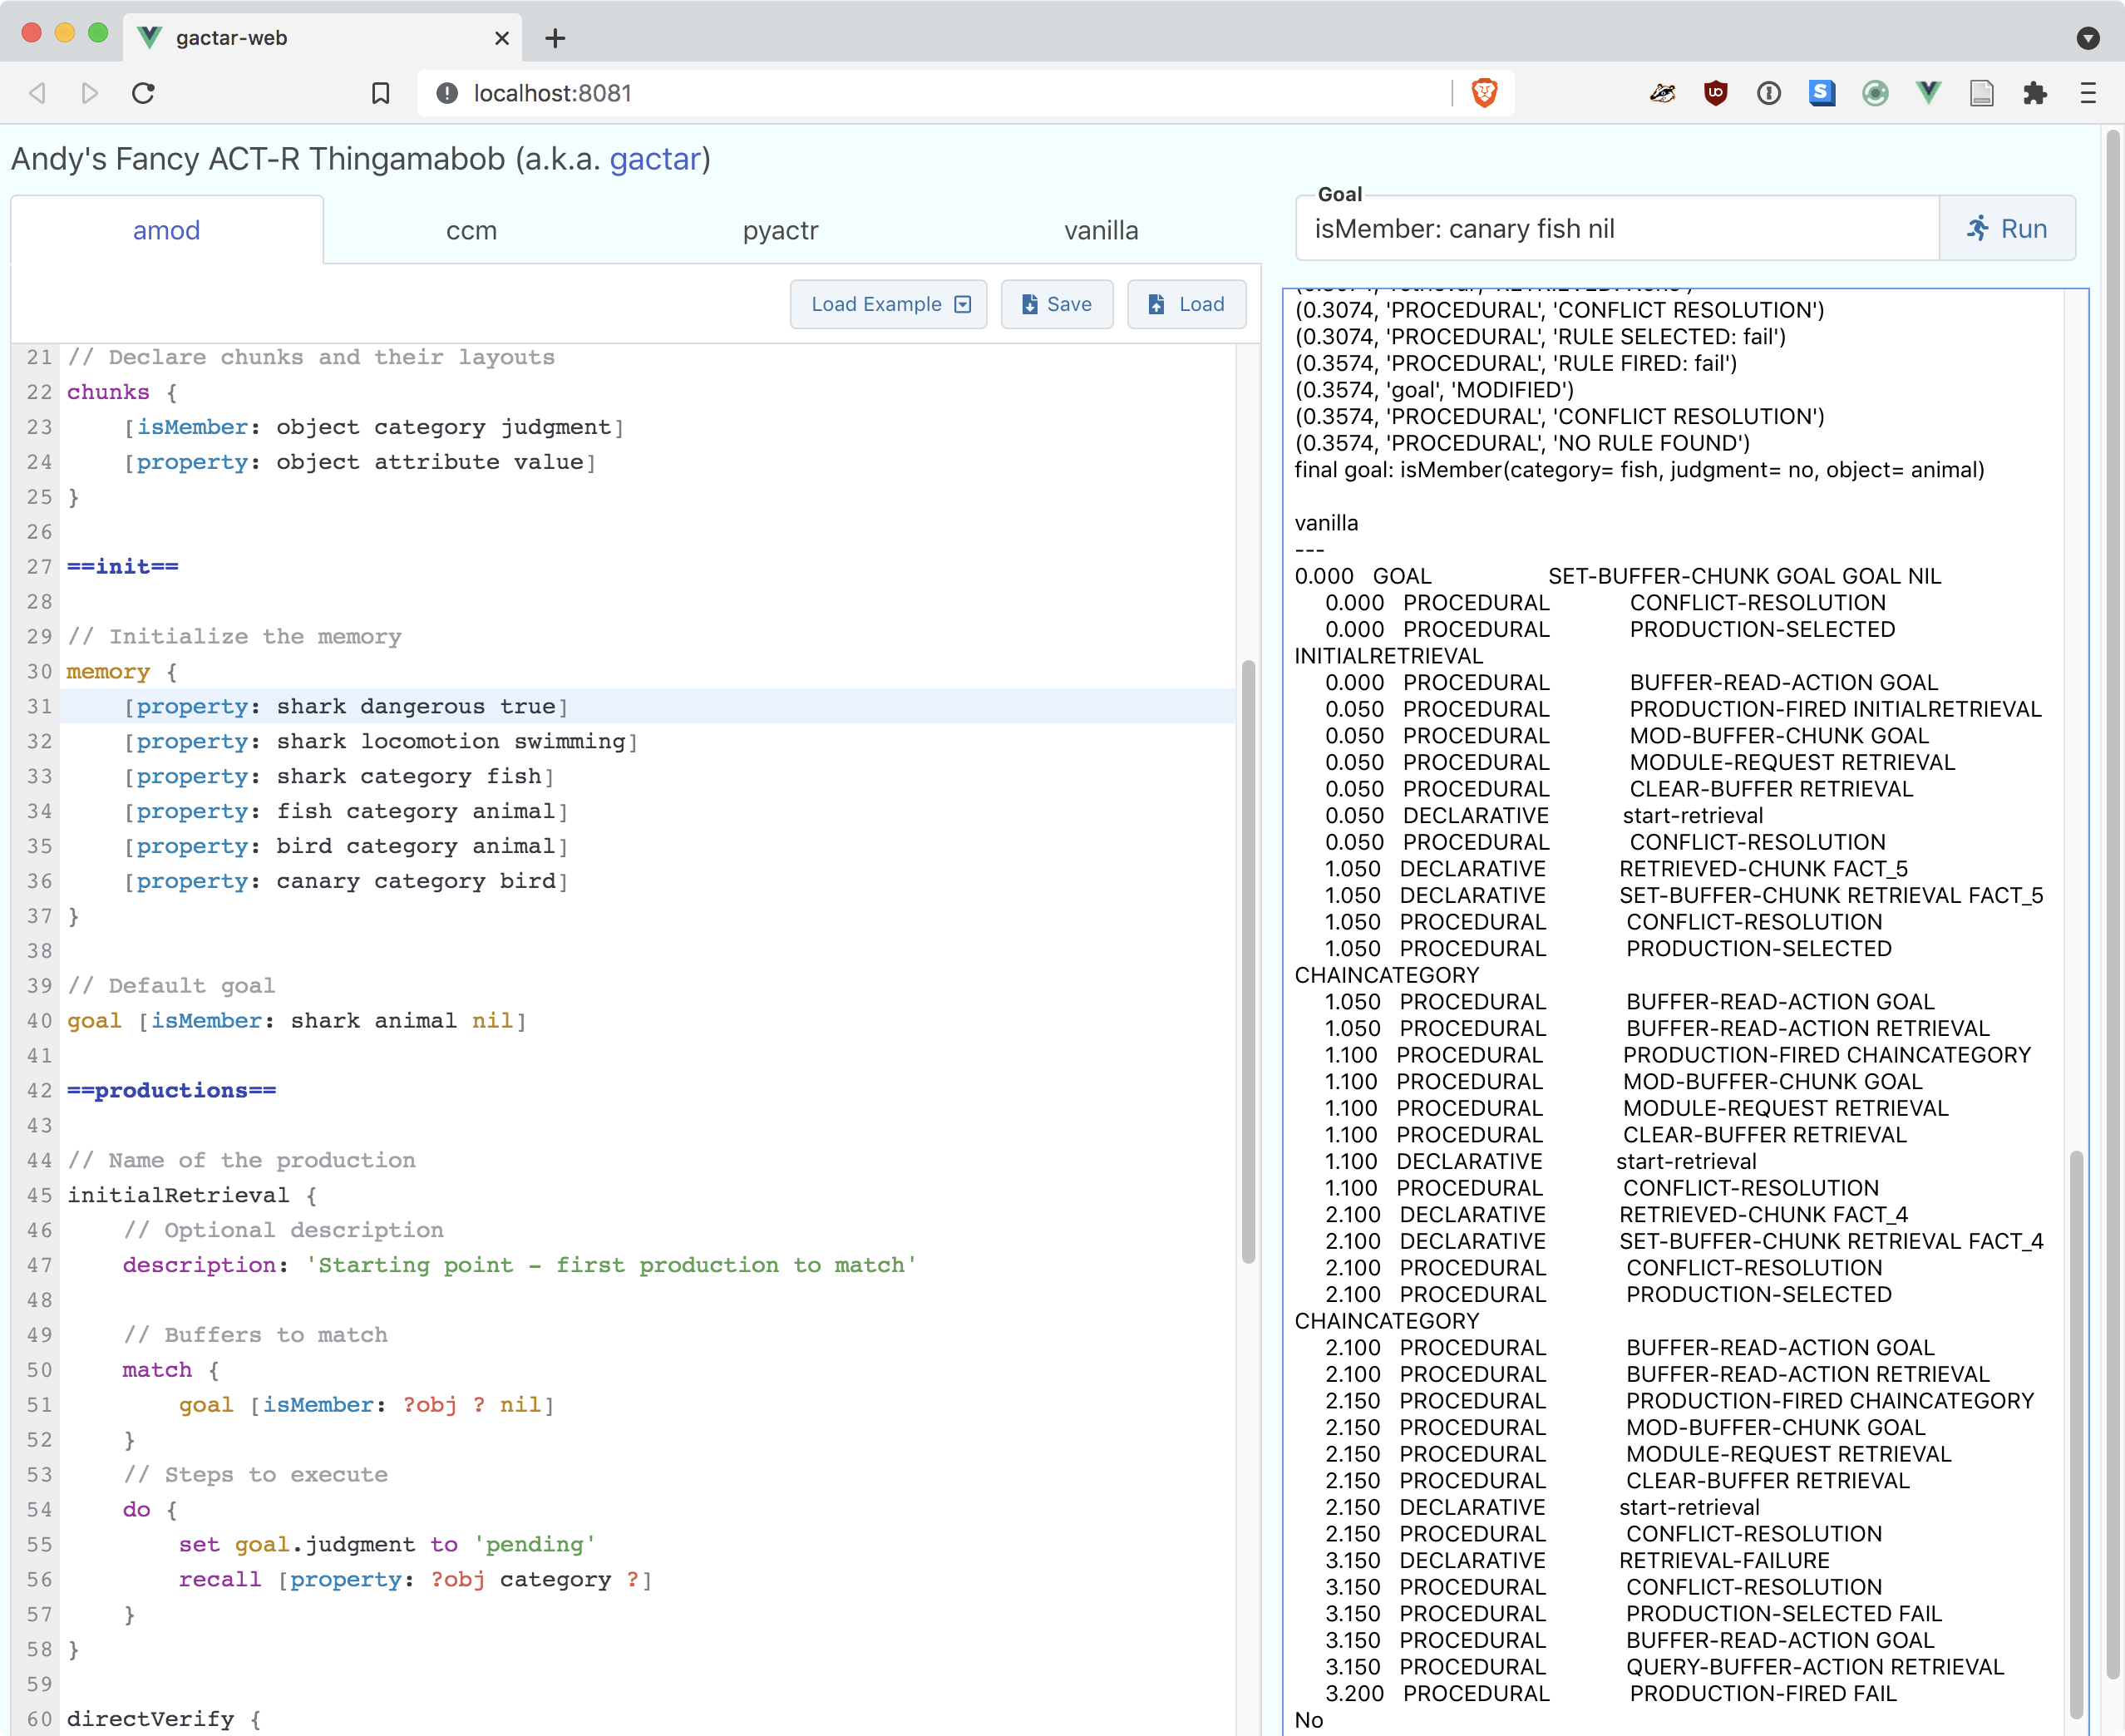 gactar-web
localhost:8081
Andy's Fancy ACT-R Thingamabob (a.k.a. gactar)
amod ccm pyactr vanilla
Load Example Save Load
21 // Declare chunks and their layouts
22 chunks {
23 [isMember: object category judgment]
24 [property: object attribute value]
25 }
26
27 ==init==
28
29 // Initialize the memory
30 memory {
31 [property: shark dangerous true]
32 [property: shark locomotion swimming]
33 [property: shark category fish]
34 [property: fish category animal]
35 [property: bird category animal]
36 [property: canary category bird]
37 }
38
39 // Default goal
40 goal [isMember: shark animal nil]
41
42 ==productions==
43
44 // Name of the production
45 initialRetrieval {
46 // Optional description
47 description: 'Starting point - first production to match'
48
49 // Buffers to match
50 match {
51 goal [isMember: ?obj ? nil]
52 }
53 // Steps to execute
54 do {
55 set goal.judgment to 'pending'
56 recall [property: ?obj category ?]
57 }
58 }
59
60 directVerify {
Goal
isMember: canary fish nil
Run
(0.3074, 'PROCEDURAL', 'CONFLICT RESOLUTION')
(0.3074, 'PROCEDURAL', 'RULE SELECTED: fail')
(0.3574, 'PROCEDURAL', 'RULE FIRED: fail')
(0.3574, 'goal', 'MODIFIED')
(0.3574, 'PROCEDURAL', 'CONFLICT RESOLUTION')
(0.3574, 'PROCEDURAL', 'NO RULE FOUND')
final goal: isMember(category= fish, judgment= no, object= animal)
vanilla
---
0.000 GOAL SET-BUFFER-CHUNK GOAL GOAL NIL
0.000 PROCEDURAL CONFLICT-RESOLUTION
0.000 PROCEDURAL PRODUCTION-SELECTED
INITIALRETRIEVAL
0.000 PROCEDURAL BUFFER-READ-ACTION GOAL
0.050 PROCEDURAL PRODUCTION-FIRED INITIALRETRIEVAL
0.050 PROCEDURAL MOD-BUFFER-CHUNK GOAL
0.050 PROCEDURAL MODULE-REQUEST RETRIEVAL
0.050 PROCEDURAL CLEAR-BUFFER RETRIEVAL
0.050 DECLARATIVE start-retrieval
0.050 PROCEDURAL CONFLICT-RESOLUTION
1.050 DECLARATIVE RETRIEVED-CHUNK FACT_5
1.050 DECLARATIVE SET-BUFFER-CHUNK RETRIEVAL FACT_5
1.050 PROCEDURAL CONFLICT-RESOLUTION
1.050 PROCEDURAL PRODUCTION-SELECTED
CHAINCATEGORY
1.050 PROCEDURAL BUFFER-READ-ACTION GOAL
1.050 PROCEDURAL BUFFER-READ-ACTION RETRIEVAL
1.100 PROCEDURAL PRODUCTION-FIRED CHAINCATEGORY
1.100 PROCEDURAL MOD-BUFFER-CHUNK GOAL
1.100 PROCEDURAL MODULE-REQUEST RETRIEVAL
1.100 PROCEDURAL CLEAR-BUFFER RETRIEVAL
1.100 DECLARATIVE start-retrieval
1.100 PROCEDURAL CONFLICT-RESOLUTION
2.100 DECLARATIVE RETRIEVED-CHUNK FACT_4
2.100 DECLARATIVE SET-BUFFER-CHUNK RETRIEVAL FACT_4
2.100 PROCEDURAL CONFLICT-RESOLUTION
2.100 PROCEDURAL PRODUCTION-SELECTED
CHAINCATEGORY
2.100 PROCEDURAL BUFFER-READ-ACTION GOAL
2.100 PROCEDURAL BUFFER-READ-ACTION RETRIEVAL
2.150 PROCEDURAL PRODUCTION-FIRED CHAINCATEGORY
2.150 PROCEDURAL MOD-BUFFER-CHUNK GOAL
2.150 PROCEDURAL MODULE-REQUEST RETRIEVAL
2.150 PROCEDURAL CLEAR-BUFFER RETRIEVAL
2.150 DECLARATIVE start-retrieval
2.150 PROCEDURAL CONFLICT-RESOLUTION
3.150 DECLARATIVE RETRIEVAL-FAILURE
3.150 PROCEDURAL CONFLICT-RESOLUTION
3.150 PROCEDURAL PRODUCTION-SELECTED FAIL
3.150 PROCEDURAL BUFFER-READ-ACTION GOAL
3.150 PROCEDURAL QUERY-BUFFER-ACTION RETRIEVAL
3.200 PROCEDURAL PRODUCTION-FIRED FAIL
No